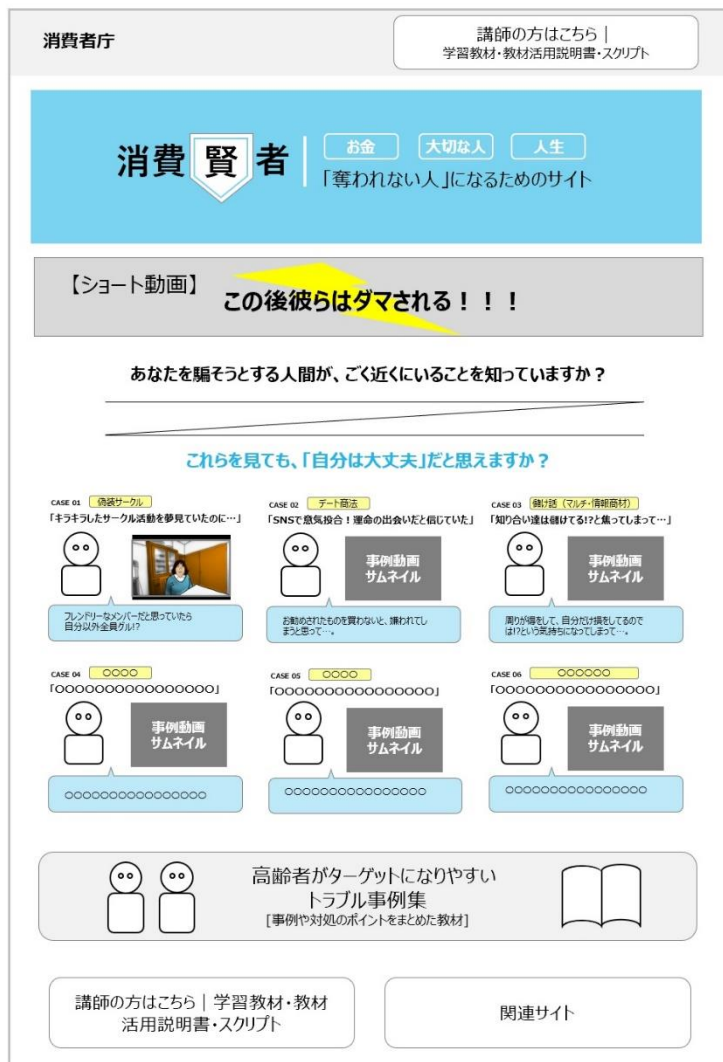 消費者庁
講師の方はこちら｜
学習教材・教材活用説明書・スクリプト
消費賢者
お金 大切な人 人生
「奪われない人」になるためのサイト
【ショート動画】
この後彼らはダマされる！！！
あなたを騙そうとする人間が、ごく近くにいることを知っていますか？
これらを見ても、「自分は大丈夫」だと思えますか？
CASE 01 偽装サークル
「キラキラしたサークル活動を夢見ていたのに…」
フレンドリーなメンバーだと思っていたら
自分以外全員グル!?
CASE 02 デート商法
「SNSで意気投合！運命の出会いだと信じていた」
事例動画
サムネイル
お勧めされたものを買わないと、嫌われてし
まうと思って…。
CASE 03 儲け話（マルチ・情報商材）
「知り合い達は儲けてる!?と焦ってしまって…」
事例動画
サムネイル
周りが得をして、自分だけ損をしてるので
は!?という気持ちになってしまって…。
CASE 04 〇〇〇〇
「〇〇〇〇〇〇〇〇〇〇〇〇〇〇〇〇」
事例動画
サムネイル
〇〇〇〇〇〇〇〇〇〇〇〇〇〇〇〇
CASE 05 〇〇〇〇
「〇〇〇〇〇〇〇〇〇〇〇〇〇〇〇〇」
事例動画
サムネイル
〇〇〇〇〇〇〇〇〇〇〇〇〇〇〇〇
CASE 06 〇〇〇〇〇〇
「〇〇〇〇〇〇〇〇〇〇〇〇〇〇〇〇」
事例動画
サムネイル
〇〇〇〇〇〇〇〇〇〇〇〇〇〇〇〇
高齢者がターゲットになりやすい
トラブル事例集
[事例や対処のポイントをまとめた教材]
講師の方はこちら｜学習教材・教材
活用説明書・スクリプト
関連サイト